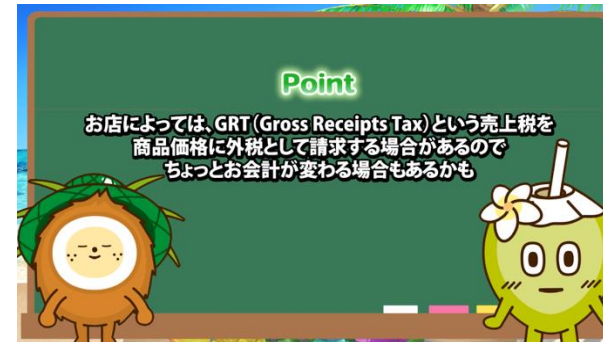 Point
お店によっては、GRT（Gross Receipts Tax）という売上税を
商品価格に外税として請求する場合があるので
ちょっとお会計が変わる場合もあるかも